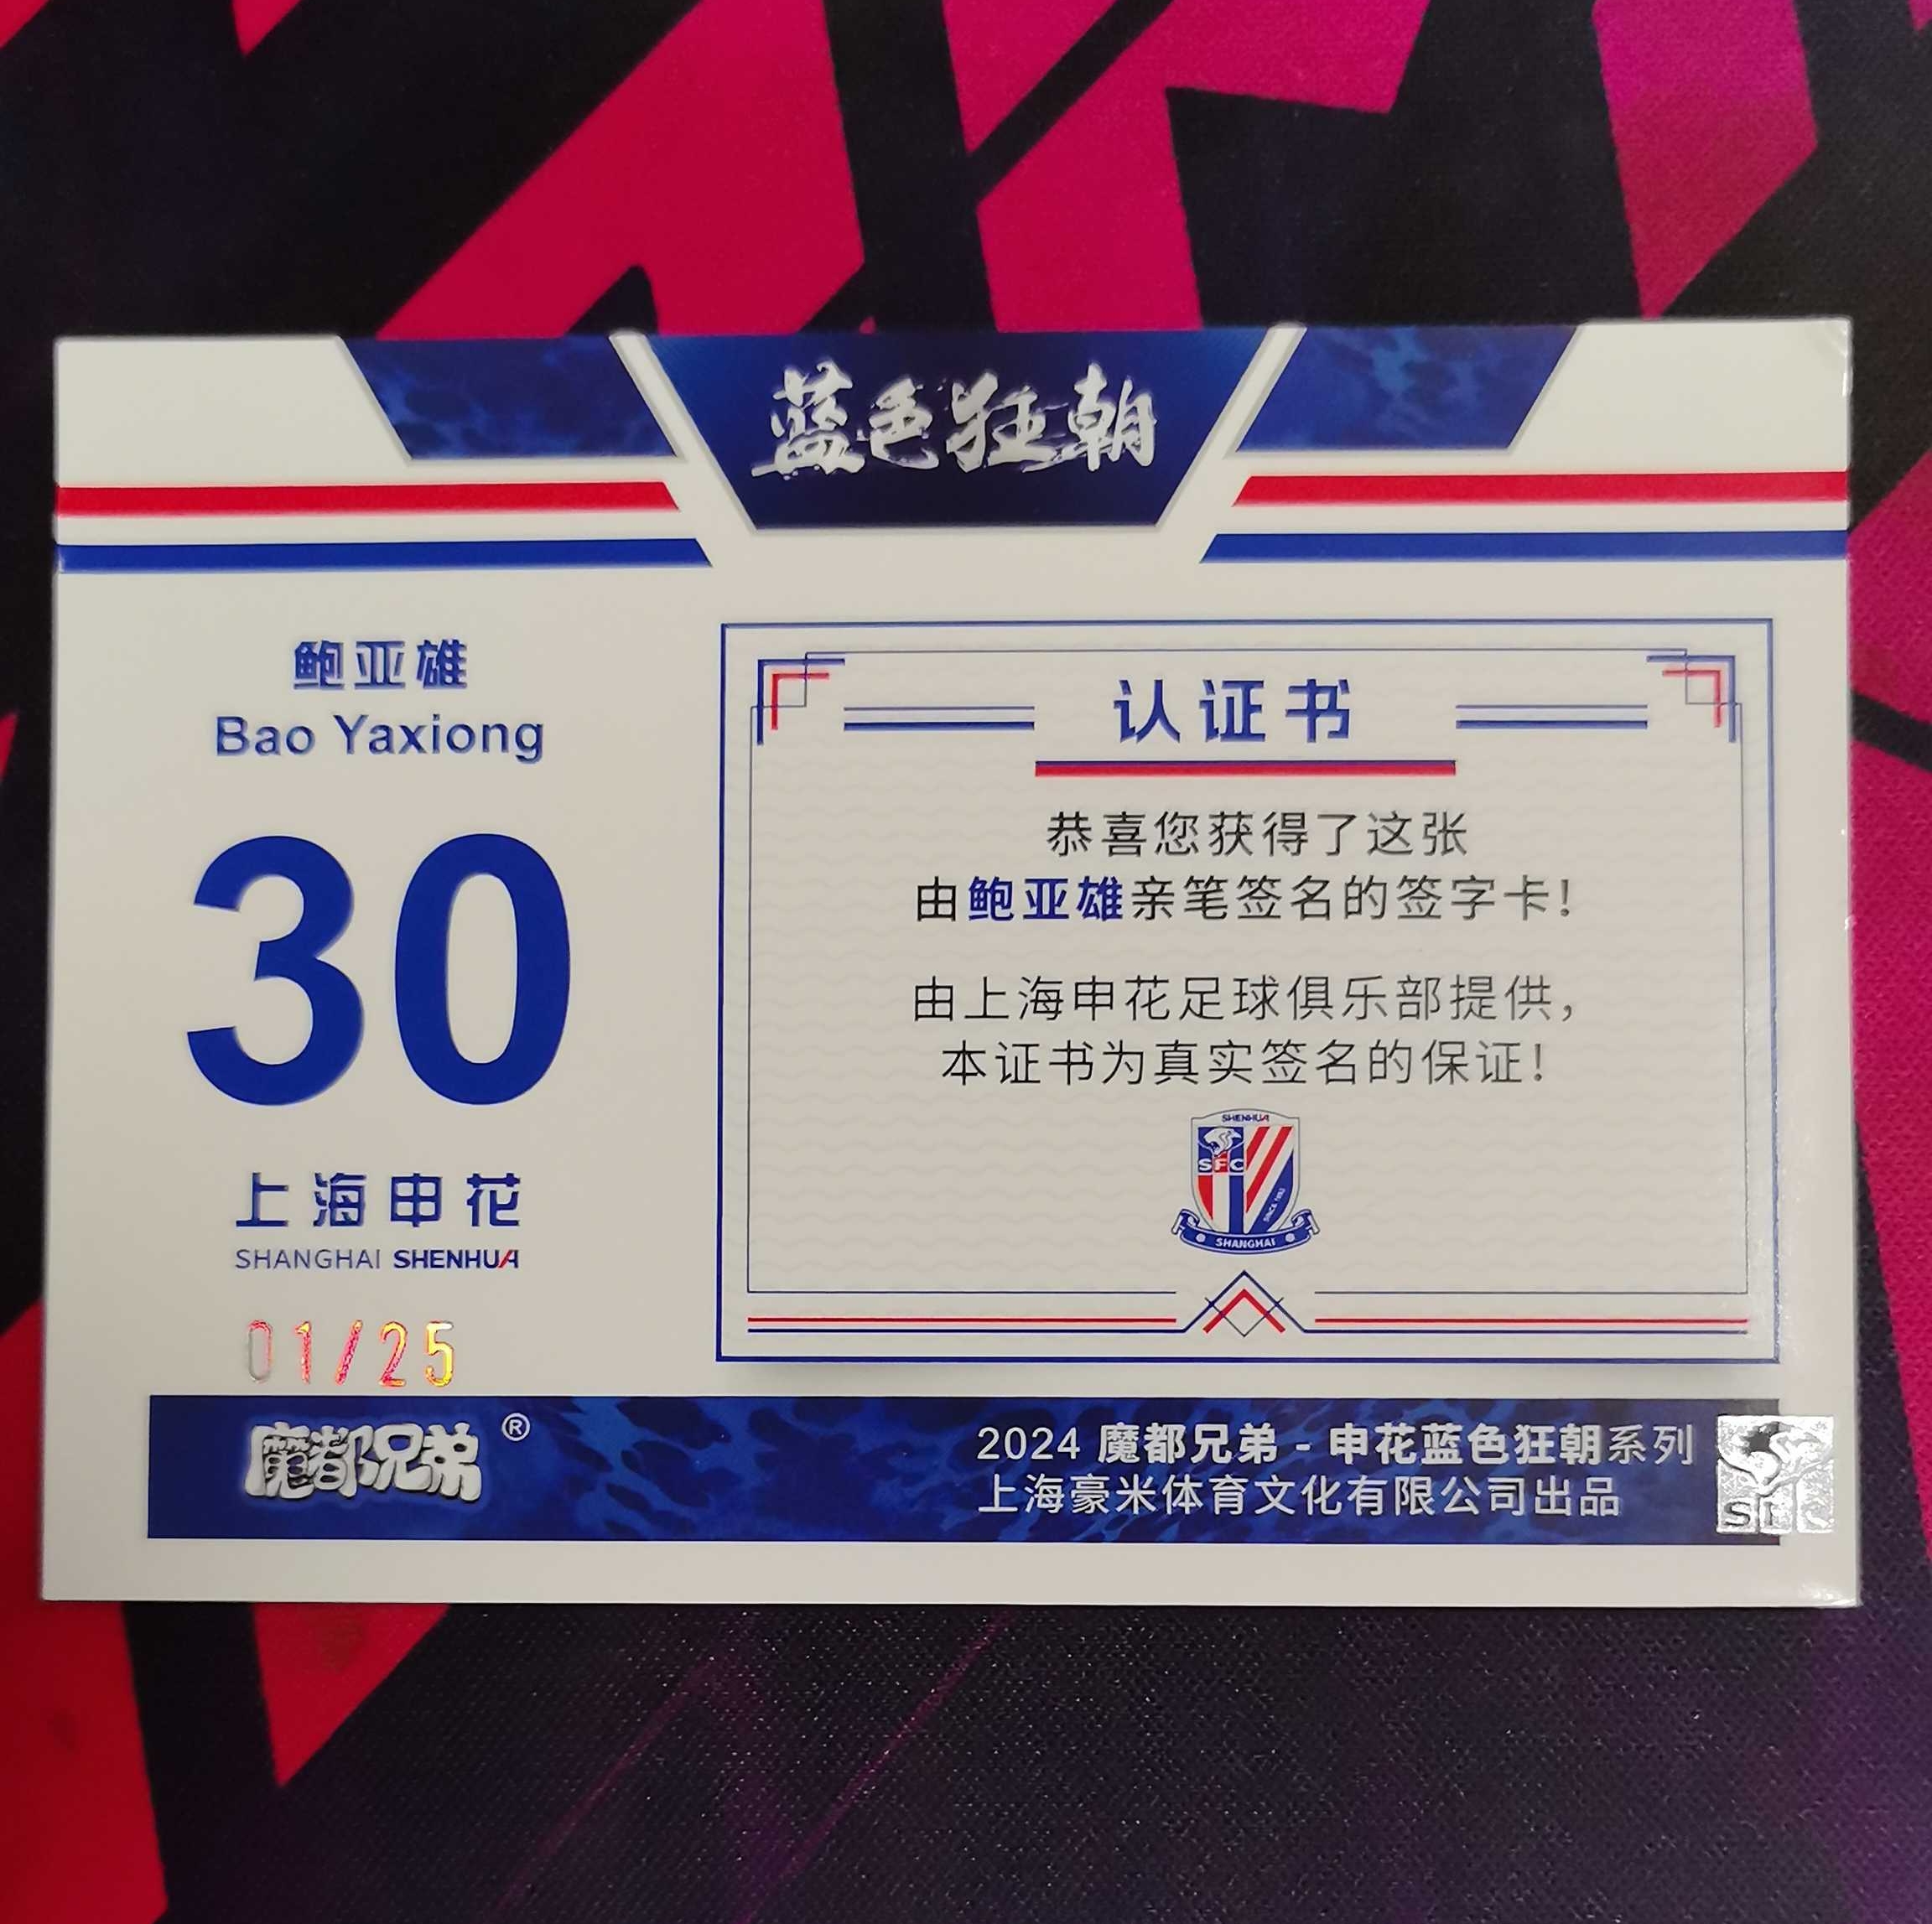 蓝色狂朝
鲍亚雄
Bao Yaxiong
30
上海申花
SHANGHAI SHENHUA
01/25
认证书
恭喜您获得了这张
由鲍亚雄亲笔签名的签字卡！
由上海申花足球俱乐部提供，
本证书为真实签名的保证！
SHENHUA
SFC
SINCE 1993
SHANGHAI
魔都兄弟®
2024 魔都兄弟 - 申花蓝色狂朝系列
上海豪米体育文化有限公司出品